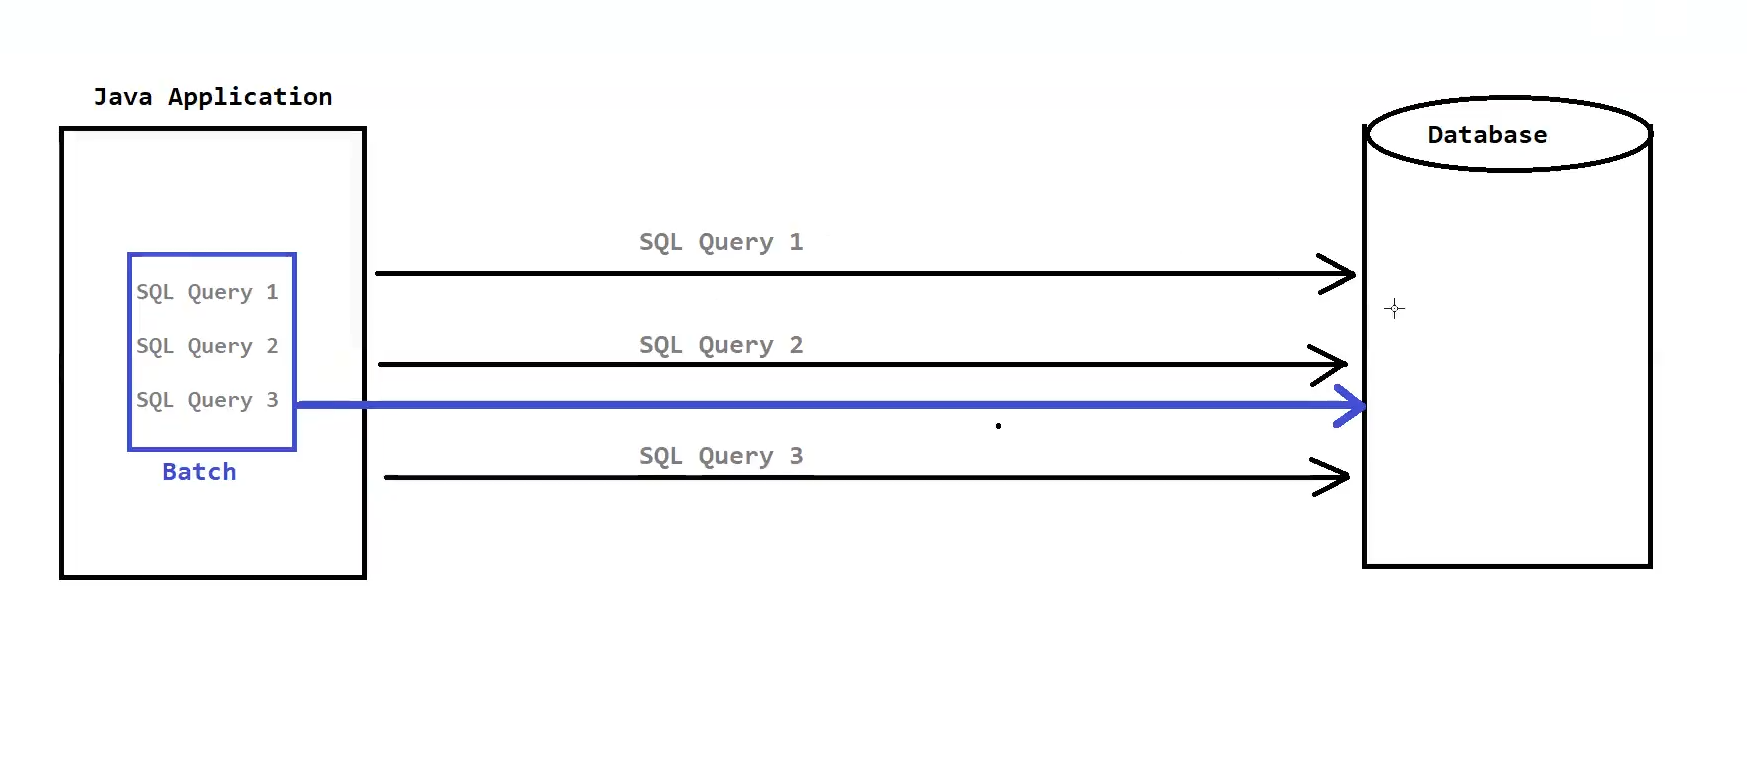 Java Application
Database
SQL Query 1
SQL Query 1
SQL Query 2
SQL Query 2
SQL Query 3
SQL Query 3
Batch